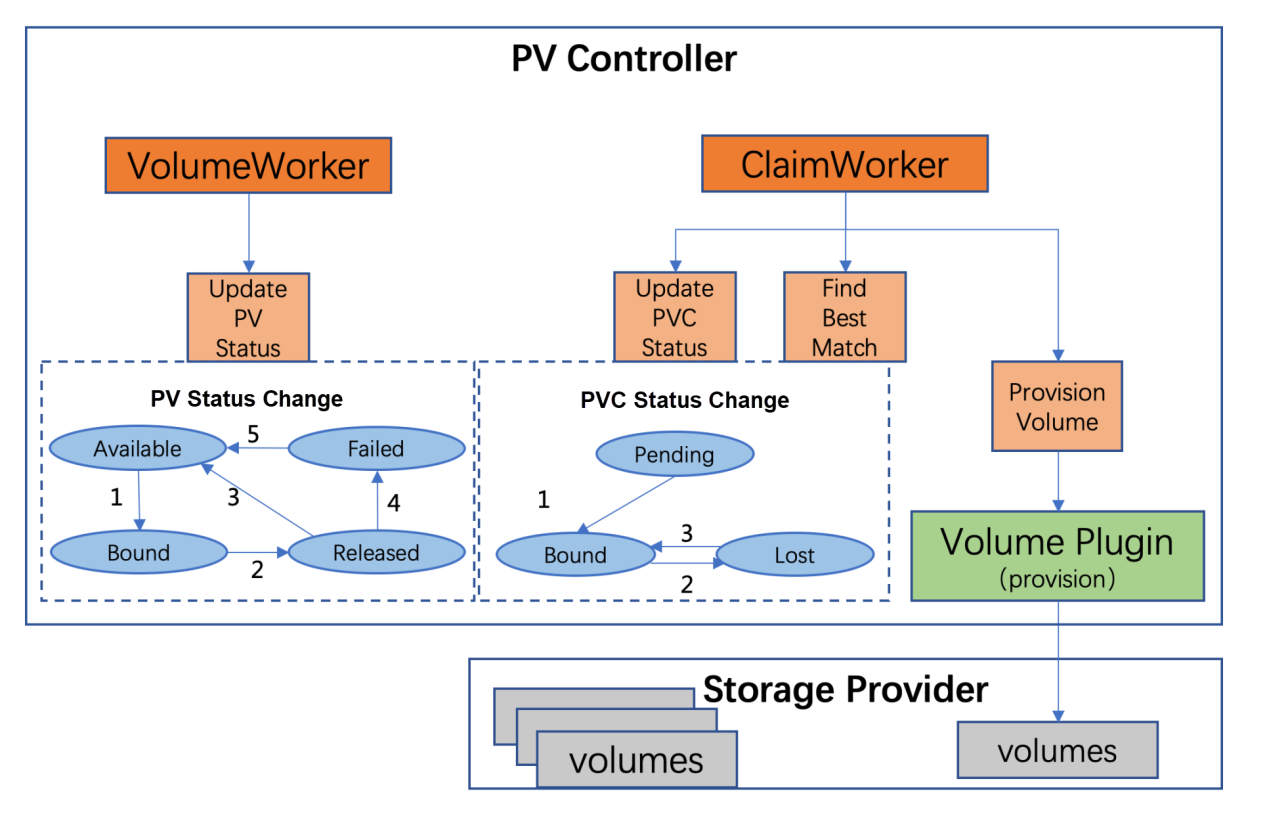 PV Controller
VolumeWorker
ClaimWorker
Update
PV
Status
Update
PVC
Status
Find
Best
Match
Provision
Volume
PV Status Change
Available
5
Failed
1
3
4
Bound
2
Released
PVC Status Change
Pending
1
Bound
3
2
Lost
Volume Plugin
（provision）
Storage Provider
volumes
volumes